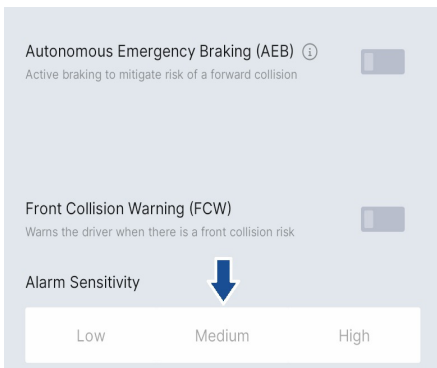 Autonomous Emergency Braking (AEB)
Active braking to mitigate risk of a forward collision
Front Collision Warning (FCW)
Warns the driver when there is a front collision risk
Alarm Sensitivity
Low Medium High